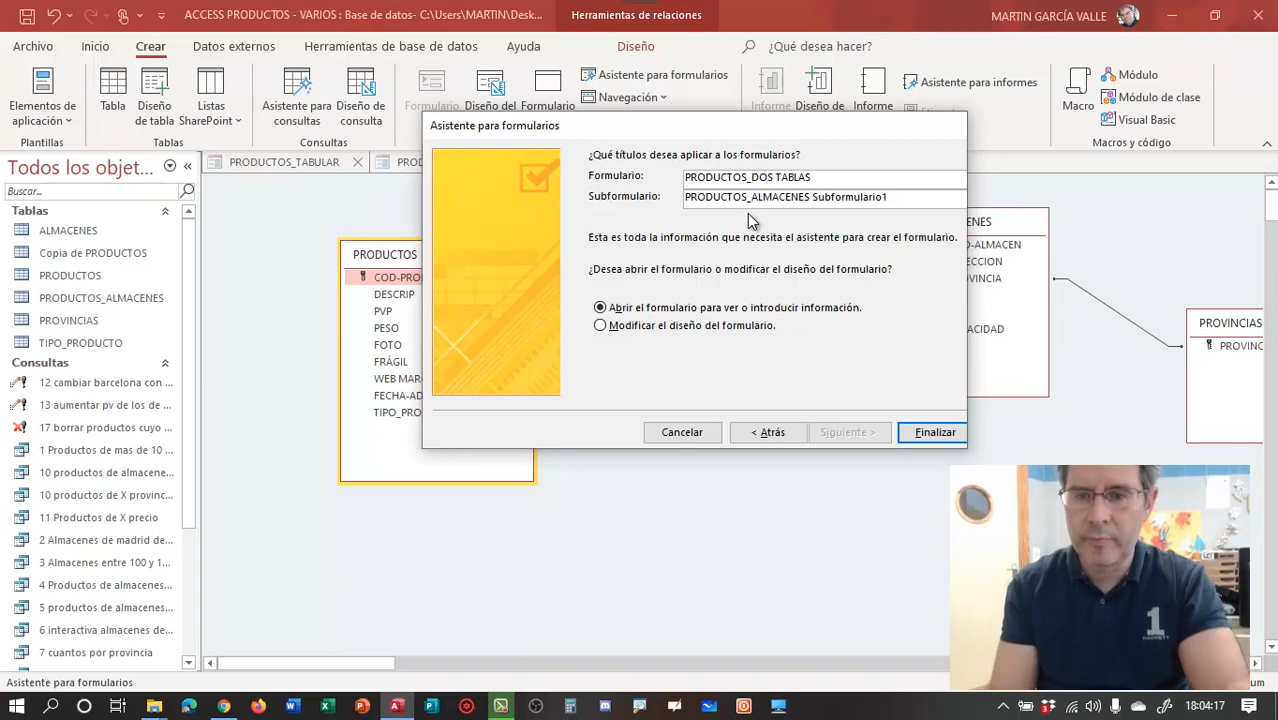 ACCESS PRODUCTOS - VARIOS : Base de datos- C:\Users\MARTIN\Desk...
Herramientas de relaciones
MARTIN GARCÍA VALLE
Archivo
Inicio
Crear
Datos externos
Herramientas de base de datos
Ayuda
Diseño
¿Qué desea hacer?
Elementos de aplicación
Plantillas
Tabla
Diseño de tabla
Listas SharePoint
Tablas
Asistente para consultas
Diseño de consulta
Consultas
Formulario
Diseño del
Formulario
Asistente para formularios
Navegación
Informe
Diseño de
Informe
Asistente para informes
Macro
Módulo
Módulo de clase
Visual Basic
Macros y código
Todos los objet...
Buscar...
Tablas
ALMACENES
Copia de PRODUCTOS
PRODUCTOS
PRODUCTOS_ALMACENES
PROVINCIAS
TIPO_PRODUCTO
Consultas
12 cambiar barcelona con ...
13 aumentar pv de los de ...
17 borrar productos cuyo ...
1 Productos de mas de 10 ...
10 productos de almacene...
10 productos de X provinc...
11 Productos de X precio
2 Almacenes de madrid de...
3 Almacenes entre 100 y 1...
4 Productos de almacenes...
5 productos de almacenes...
6 interactiva almacenes de...
7 cuantos por provincia
PRODUCTOS_TABULAR
PROD
PRODUCTOS
COD-PRO
DESCRIP
PVP
PESO
FOTO
FRÁGIL
WEB MAR
FECHA-AD
TIPO_PRO
ENES
D-ALMACEN
ECCION
VINCIA
ACIDAD
PROVINCIAS
PROVINC
Asistente para formularios
¿Qué títulos desea aplicar a los formularios?
Formulario:
PRODUCTOS_DOS TABLAS
Subformulario:
PRODUCTOS_ALMACENES Subformulario1
Esta es toda la información que necesita el asistente para crear el formulario.
¿Desea abrir el formulario o modificar el diseño del formulario?
Abrir el formulario para ver o introducir información.
Modificar el diseño del formulario.
Cancelar
< Atrás
Siguiente >
Finalizar
1
Asistente para formularios
um
18:04:17